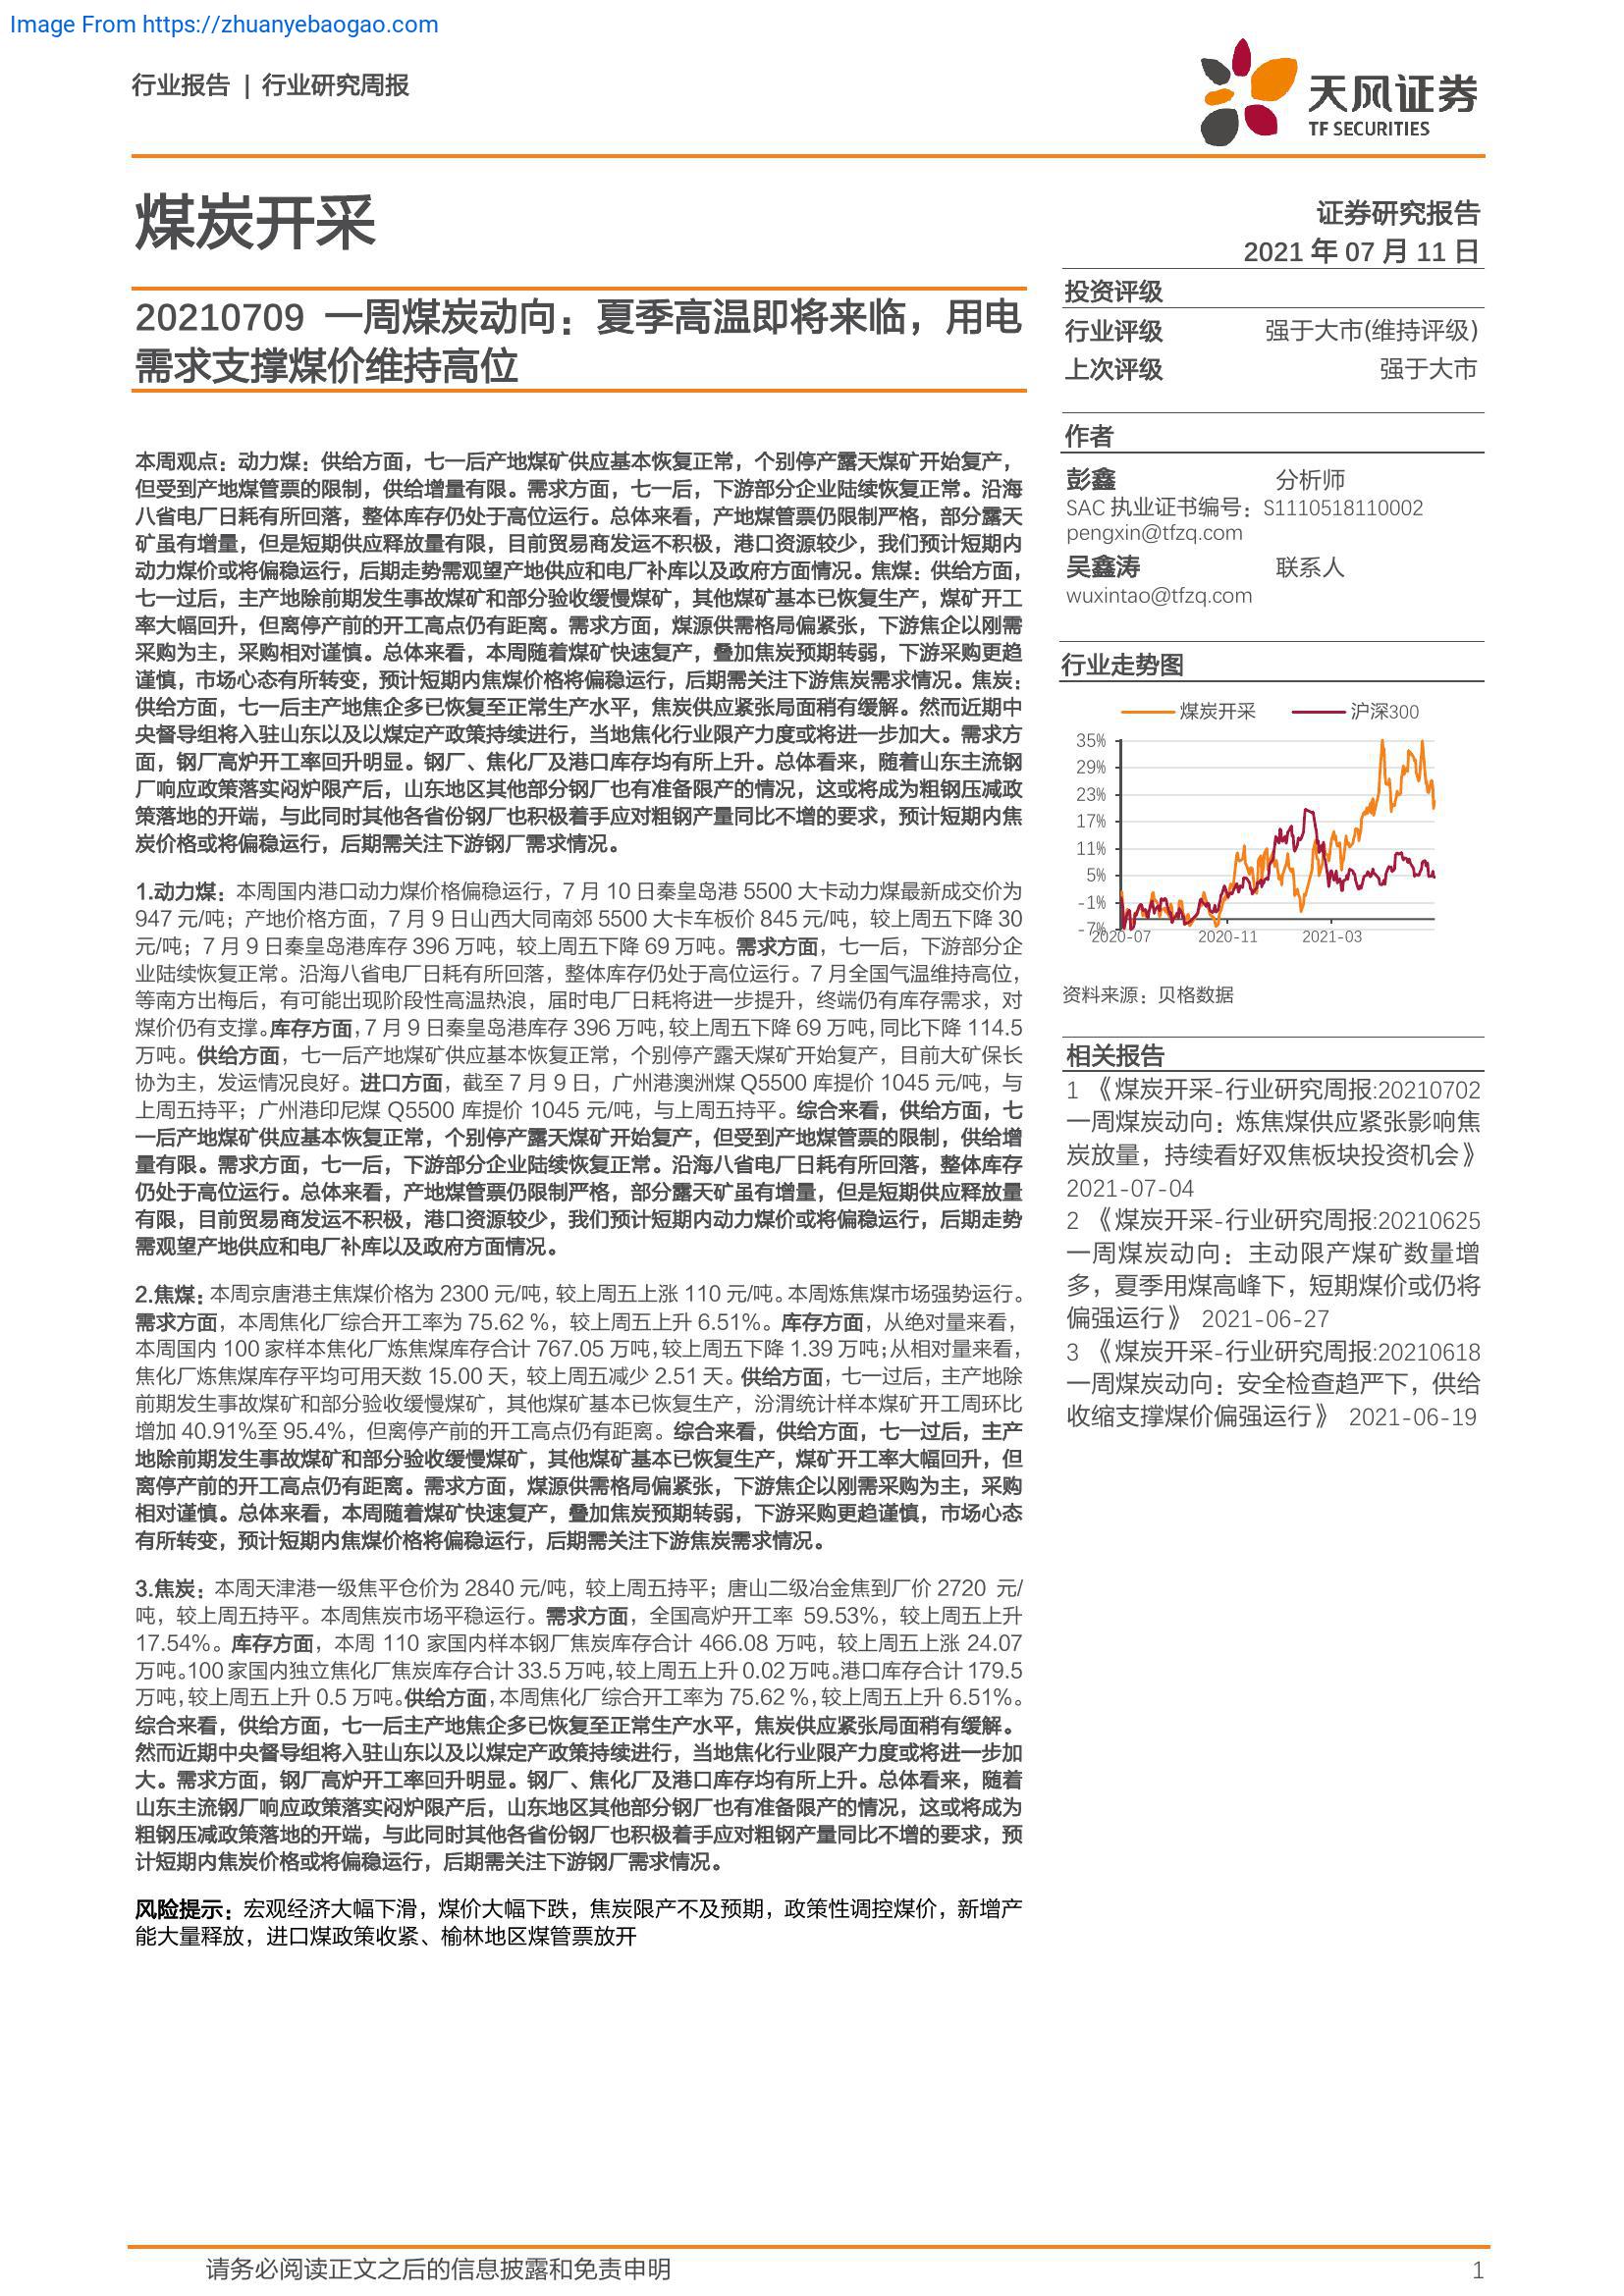 Image From https://zhuanyebaogao.com
行业报告 | 行业研究周报
天风证券
TF SECURITIES
煤炭开采
证券研究报告
2021 年 07 月 11 日
20210709 一周煤炭动向：夏季高温即将来临，用电
需求支撑煤价维持高位
本周观点：动力煤：供给方面，七一后产地煤矿供应基本恢复正常，个别停产露天煤矿开始复产，
但受到产地煤管票的限制，供给增量有限。需求方面，七一后，下游部分企业陆续恢复正常。沿海
八省电厂日耗有所回落，整体库存仍处于高位运行。总体来看，产地煤管票仍限制严格，部分露天
矿虽有增量，但是短期供应释放量有限，目前贸易商发运不积极，港口资源较少，我们预计短期内
动力煤价或将偏稳运行，后期走势需观望产地供应和电厂补库以及政府方面情况。焦煤：供给方面，
七一过后，主产地除前期发生事故煤矿和部分验收缓慢煤矿，其他煤矿基本已恢复生产，煤矿开工
率大幅回升，但离停产前的开工高点仍有距离。需求方面，煤源供需格局偏紧张，下游焦企以刚需
采购为主，采购相对谨慎。总体来看，本周随着煤矿快速复产，叠加焦炭预期转弱，下游采购更趋
谨慎，市场心态有所转变，预计短期内焦煤价格将偏稳运行，后期需关注下游焦炭需求情况。焦炭：
供给方面，七一后主产地焦企多已恢复至正常生产水平，焦炭供应紧张局面稍有缓解。然而近期中
央督导组将入驻山东以及以煤定产政策持续进行，当地焦化行业限产力度或将进一步加大。需求方
面，钢厂高炉开工率回升明显。钢厂、焦化厂及港口库存均有所上升。总体看来，随着山东主流钢
厂响应政策落实闷炉限产后，山东地区其他部分钢厂也有准备限产的情况，这或将成为粗钢压减政
策落地的开端，与此同时其他各省份钢厂也积极着手应对粗钢产量同比不增的要求，预计短期内焦
炭价格或将偏稳运行，后期需关注下游钢厂需求情况。
1.动力煤：本周国内港口动力煤价格偏稳运行，7 月 10 日秦皇岛港 5500 大卡动力煤最新成交价为
947 元/吨；产地价格方面，7 月 9 日山西大同南郊 5500 大卡车板价 845 元/吨，较上周五下降 30
元/吨；7 月 9 日秦皇岛港库存 396 万吨，较上周五下降 69 万吨。需求方面，七一后，下游部分企
业陆续恢复正常。沿海八省电厂日耗有所回落，整体库存仍处于高位运行。7 月全国气温维持高位，
等南方出梅后，有可能出现阶段性高温热浪，届时电厂日耗将进一步提升，终端仍有库存需求，对
煤价仍有支撑。库存方面，7 月 9 日秦皇岛港库存 396 万吨，较上周五下降 69 万吨，同比下降 114.5
万吨。供给方面，七一后产地煤矿供应基本恢复正常，个别停产露天煤矿开始复产，目前大矿保长
协为主，发运情况良好。进口方面，截至 7 月 9 日，广州港澳洲煤 Q5500 库提价 1045 元/吨，与
上周五持平；广州港印尼煤 Q5500 库提价 1045 元/吨，与上周五持平。综合来看，供给方面，七
一后产地煤矿供应基本恢复正常，个别停产露天煤矿开始复产，但受到产地煤管票的限制，供给增
量有限。需求方面，七一后，下游部分企业陆续恢复正常。沿海八省电厂日耗有所回落，整体库存
仍处于高位运行。总体来看，产地煤管票仍限制严格，部分露天矿虽有增量，但是短期供应释放量
有限，目前贸易商发运不积极，港口资源较少，我们预计短期内动力煤价或将偏稳运行，后期走势
需观望产地供应和电厂补库以及政府方面情况。
2.焦煤：本周京唐港主焦煤价格为 2300 元/吨，较上周五上涨 110 元/吨。本周炼焦煤市场强势运行。
需求方面，本周焦化厂综合开工率为 75.62 %，较上周五上升 6.51%。库存方面，从绝对量来看，
本周国内 100 家样本焦化厂炼焦煤库存合计 767.05 万吨，较上周五下降 1.39 万吨；从相对量来看，
焦化厂炼焦煤库存平均可用天数 15.00 天，较上周五减少 2.51 天。供给方面，七一过后，主产地除
前期发生事故煤矿和部分验收缓慢煤矿，其他煤矿基本已恢复生产，汾渭统计样本煤矿开工周环比
增加 40.91%至 95.4%，但离停产前的开工高点仍有距离。综合来看，供给方面，七一过后，主产
地除前期发生事故煤矿和部分验收缓慢煤矿，其他煤矿基本已恢复生产，煤矿开工率大幅回升，但
离停产前的开工高点仍有距离。需求方面，煤源供需格局偏紧张，下游焦企以刚需采购为主，采购
相对谨慎。总体来看，本周随着煤矿快速复产，叠加焦炭预期转弱，下游采购更趋谨慎，市场心态
有所转变，预计短期内焦煤价格将偏稳运行，后期需关注下游焦炭需求情况。
3.焦炭：本周天津港一级焦平仓价为 2840 元/吨，较上周五持平；唐山二级冶金焦到厂价 2720 元/
吨，较上周五持平。本周焦炭市场平稳运行。需求方面，全国高炉开工率 59.53%，较上周五上升
17.54%。库存方面，本周 110 家国内样本钢厂焦炭库存合计 466.08 万吨，较上周五上涨 24.07
万吨。100 家国内独立焦化厂焦炭库存合计 33.5 万吨，较上周五上升 0.02 万吨。港口库存合计 179.5
万吨，较上周五上升 0.5 万吨。供给方面，本周焦化厂综合开工率为 75.62 %，较上周五上升 6.51%。
综合来看，供给方面，七一后主产地焦企多已恢复至正常生产水平，焦炭供应紧张局面稍有缓解。
然而近期中央督导组将入驻山东以及以煤定产政策持续进行，当地焦化行业限产力度或将进一步加
大。需求方面，钢厂高炉开工率回升明显。钢厂、焦化厂及港口库存均有所上升。总体看来，随着
山东主流钢厂响应政策落实闷炉限产后，山东地区其他部分钢厂也有准备限产的情况，这或将成为
粗钢压减政策落地的开端，与此同时其他各省份钢厂也积极着手应对粗钢产量同比不增的要求，预
计短期内焦炭价格或将偏稳运行，后期需关注下游钢厂需求情况。
风险提示：宏观经济大幅下滑，煤价大幅下跌，焦炭限产不及预期，政策性调控煤价，新增产
能大量释放，进口煤政策收紧、榆林地区煤管票放开
投资评级
行业评级 强于大市(维持评级)
上次评级 强于大市
作者
彭鑫 分析师
SAC 执业证书编号：S1110518110002
pengxin@tfzq.com
吴鑫涛 联系人
wuxintao@tfzq.com
行业走势图
煤炭开采 沪深300
35%
29%
23%
17%
11%
5%
-1%
-7%
2020-07 2020-11 2021-03
资料来源：贝格数据
相关报告
1 《煤炭开采-行业研究周报:20210702
一周煤炭动向：炼焦煤供应紧张影响焦
炭放量，持续看好双焦板块投资机会》
2021-07-04
2 《煤炭开采-行业研究周报:20210625
一周煤炭动向：主动限产煤矿数量增
多，夏季用煤高峰下，短期煤价或仍将
偏强运行》 2021-06-27
3 《煤炭开采-行业研究周报:20210618
一周煤炭动向：安全检查趋严下，供给
收缩支撑煤价偏强运行》 2021-06-19
请务必阅读正文之后的信息披露和免责申明 1